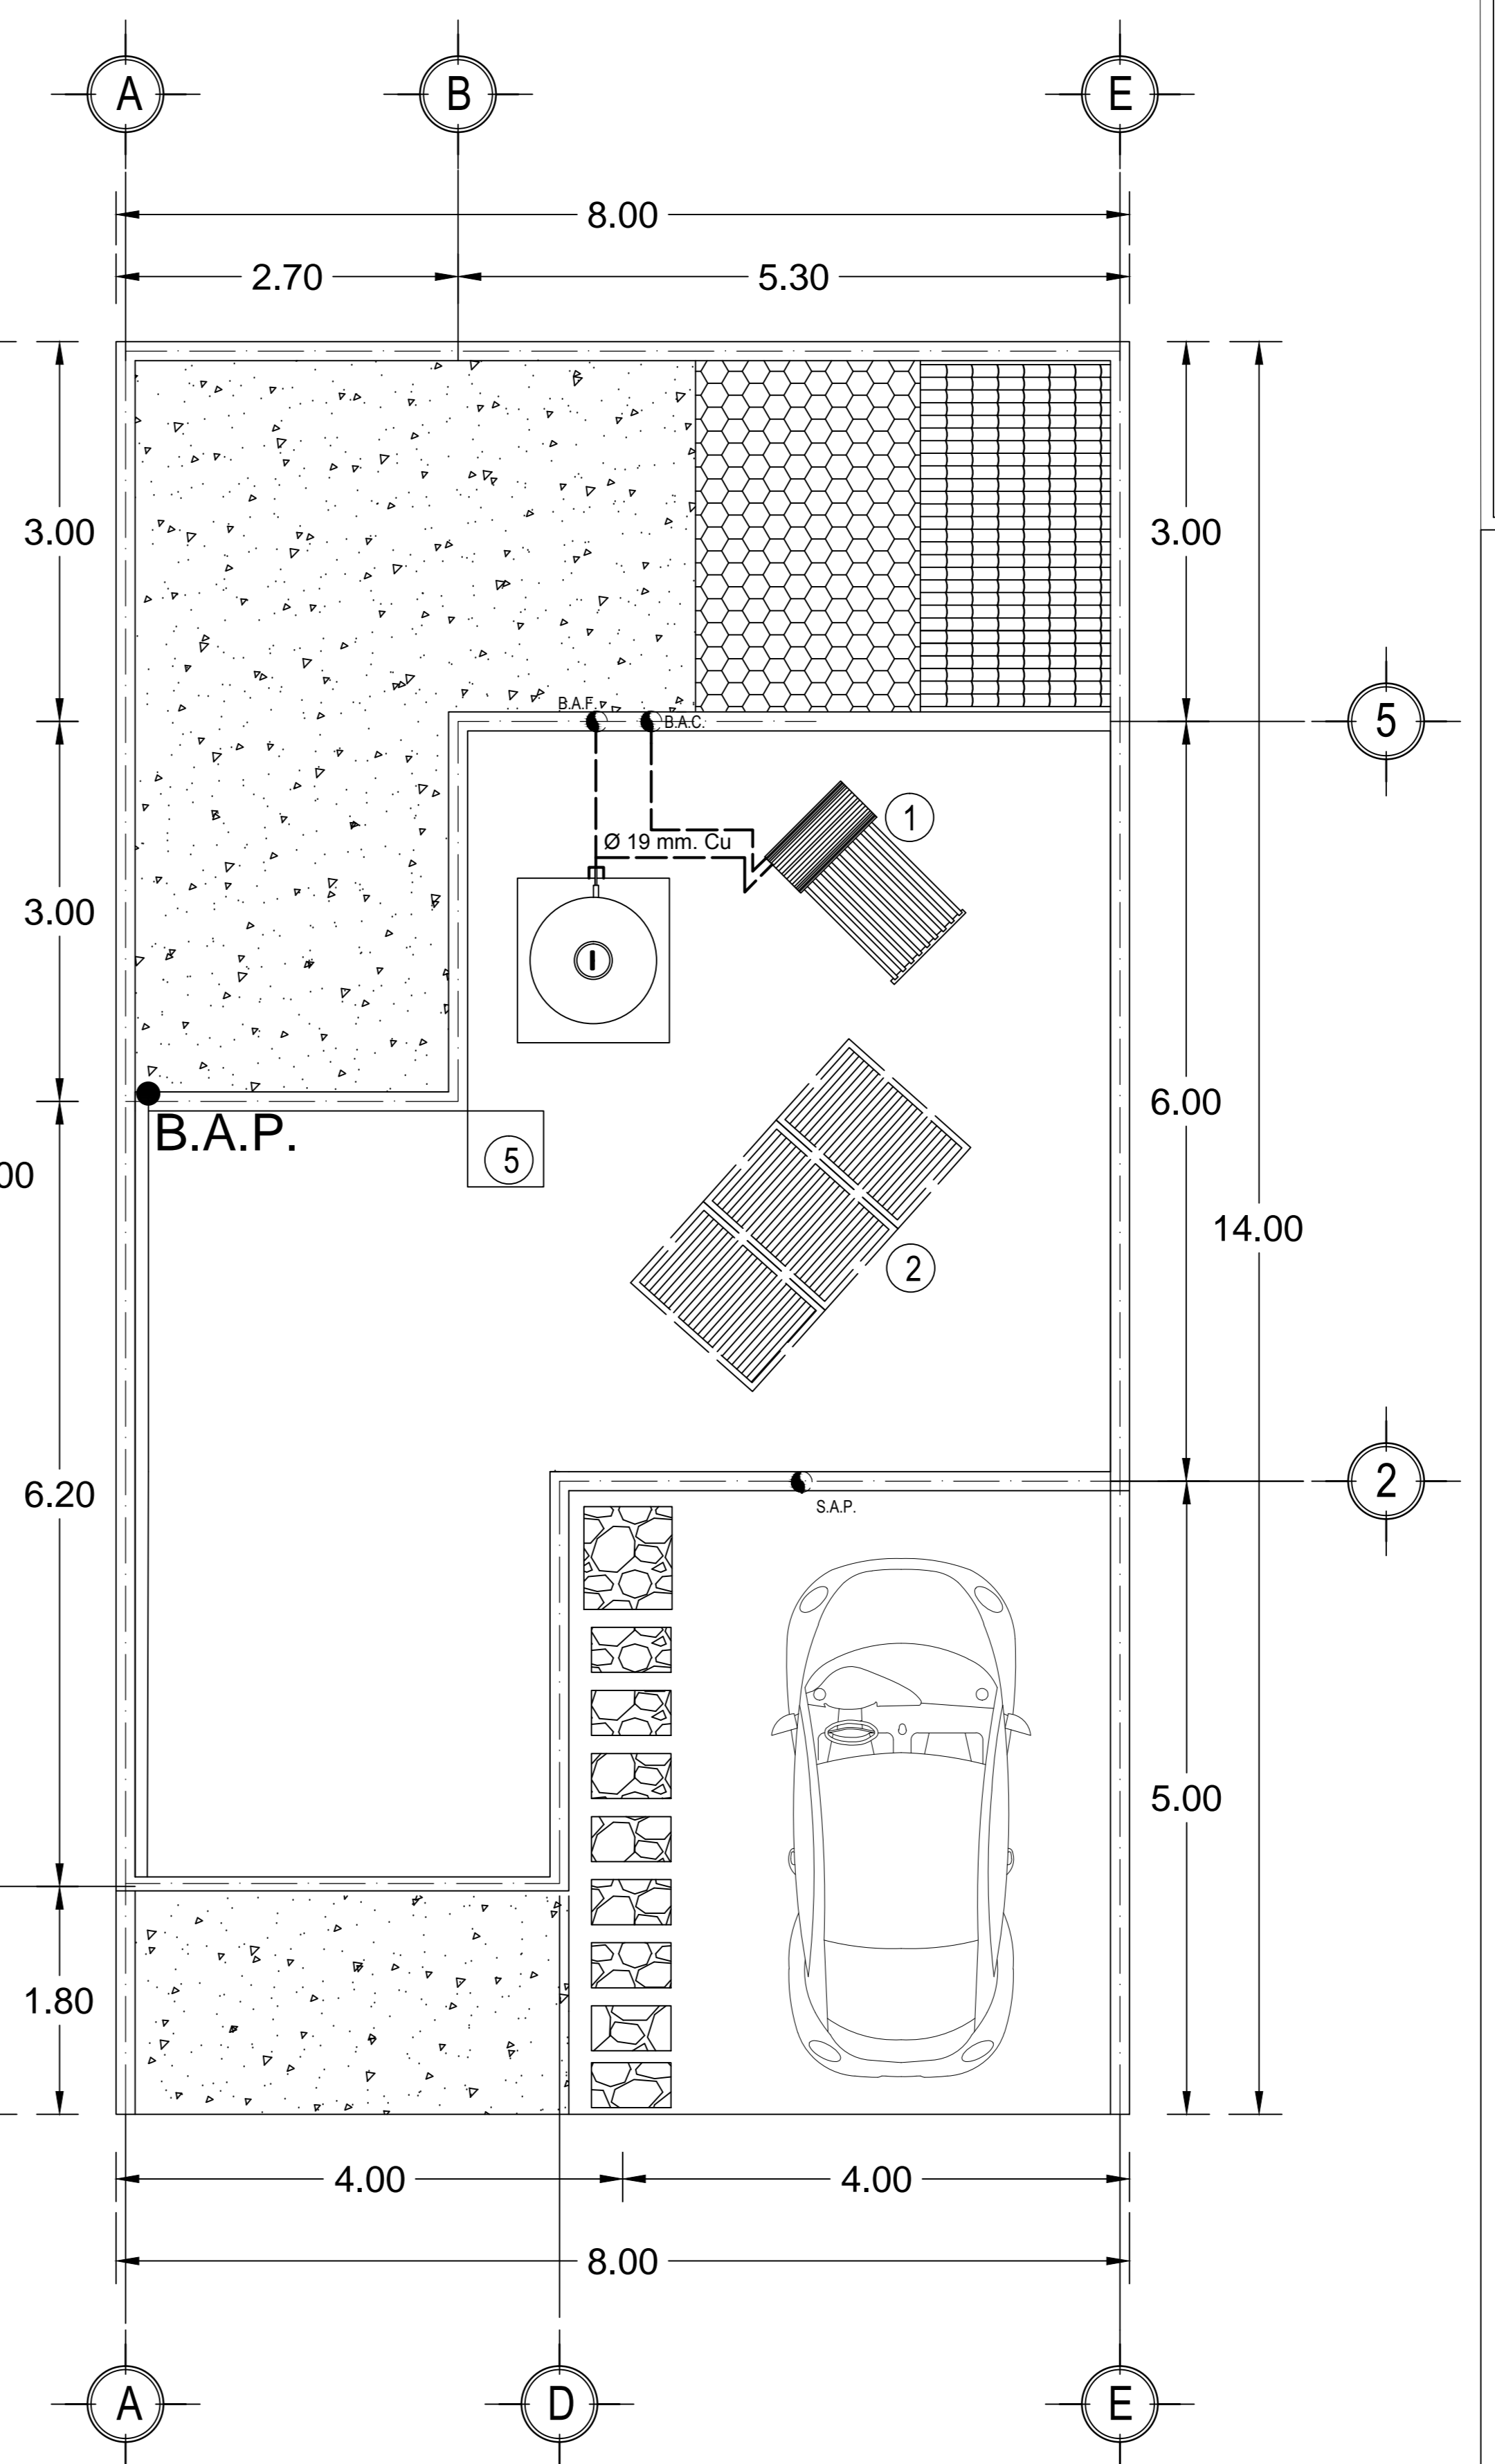 A B E
8.00
2.70 5.30
3.00 3.00
B.A.F. B.A.C. 5
Ø 19 mm. Cu 1
3.00
I
6.00
B.A.P.
5
00
14.00
2
6.20 2
S.A.P.
5.00
1.80
4.00 4.00
8.00
A D E